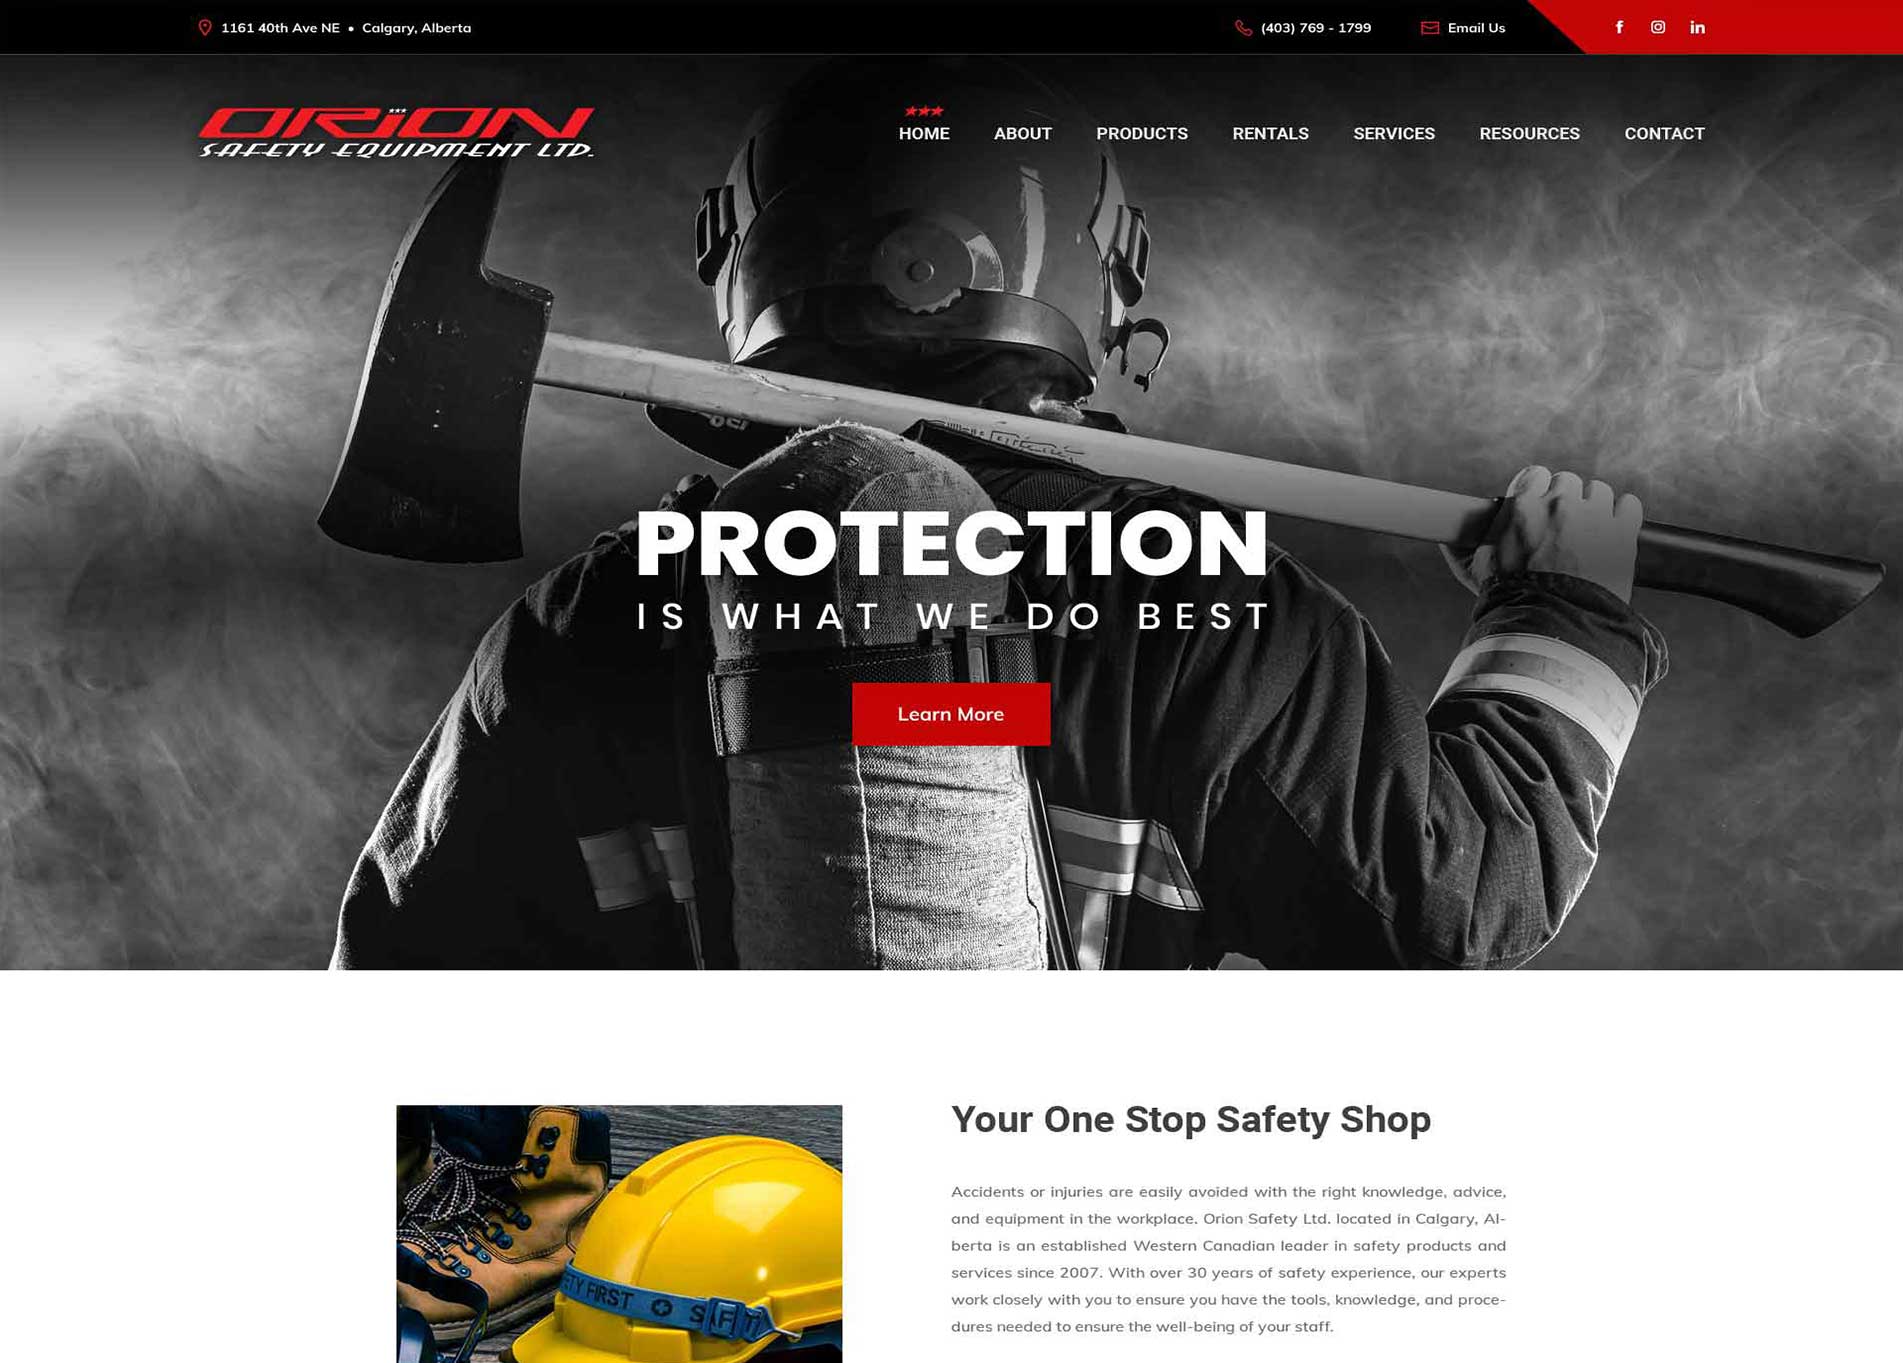 1161 40th Ave NE • Calgary, Alberta
(403) 769 - 1799
Email Us
ORION
SAFETY EQUIPMENT LTD.
HOME
ABOUT
PRODUCTS
RENTALS
SERVICES
RESOURCES
CONTACT
PROTECTION
IS WHAT WE DO BEST
Learn More
Your One Stop Safety Shop
Accidents or injuries are easily avoided with the right knowledge, advice,
and equipment in the workplace. Orion Safety Ltd. located in Calgary, Al-
berta is an established Western Canadian leader in safety products and
services since 2007. With over 30 years of safety experience, our experts
work closely with you to ensure you have the tools, knowledge, and proce-
dures needed to ensure the well-being of your staff.
FIRST